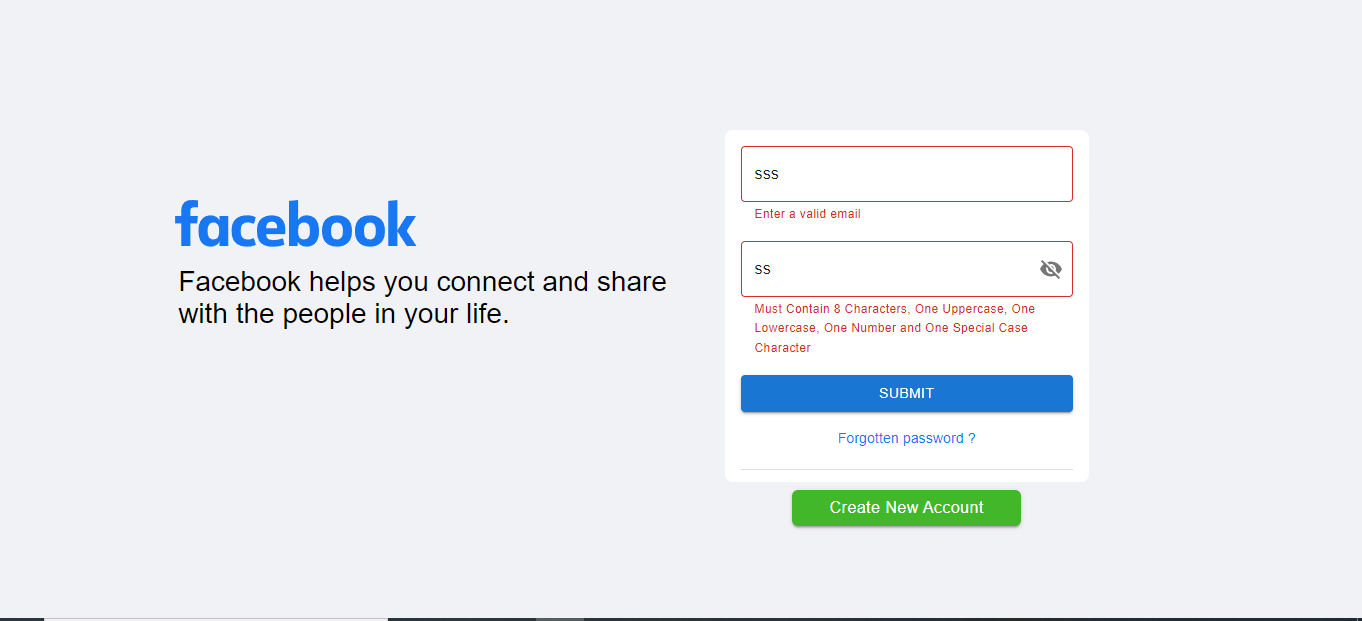 facebook
Facebook helps you connect and share
with the people in your life.
sss
Enter a valid email
ss
Must Contain 8 Characters, One Uppercase, One
Lowercase, One Number and One Special Case
Character
SUBMIT
Forgotten password ?
Create New Account